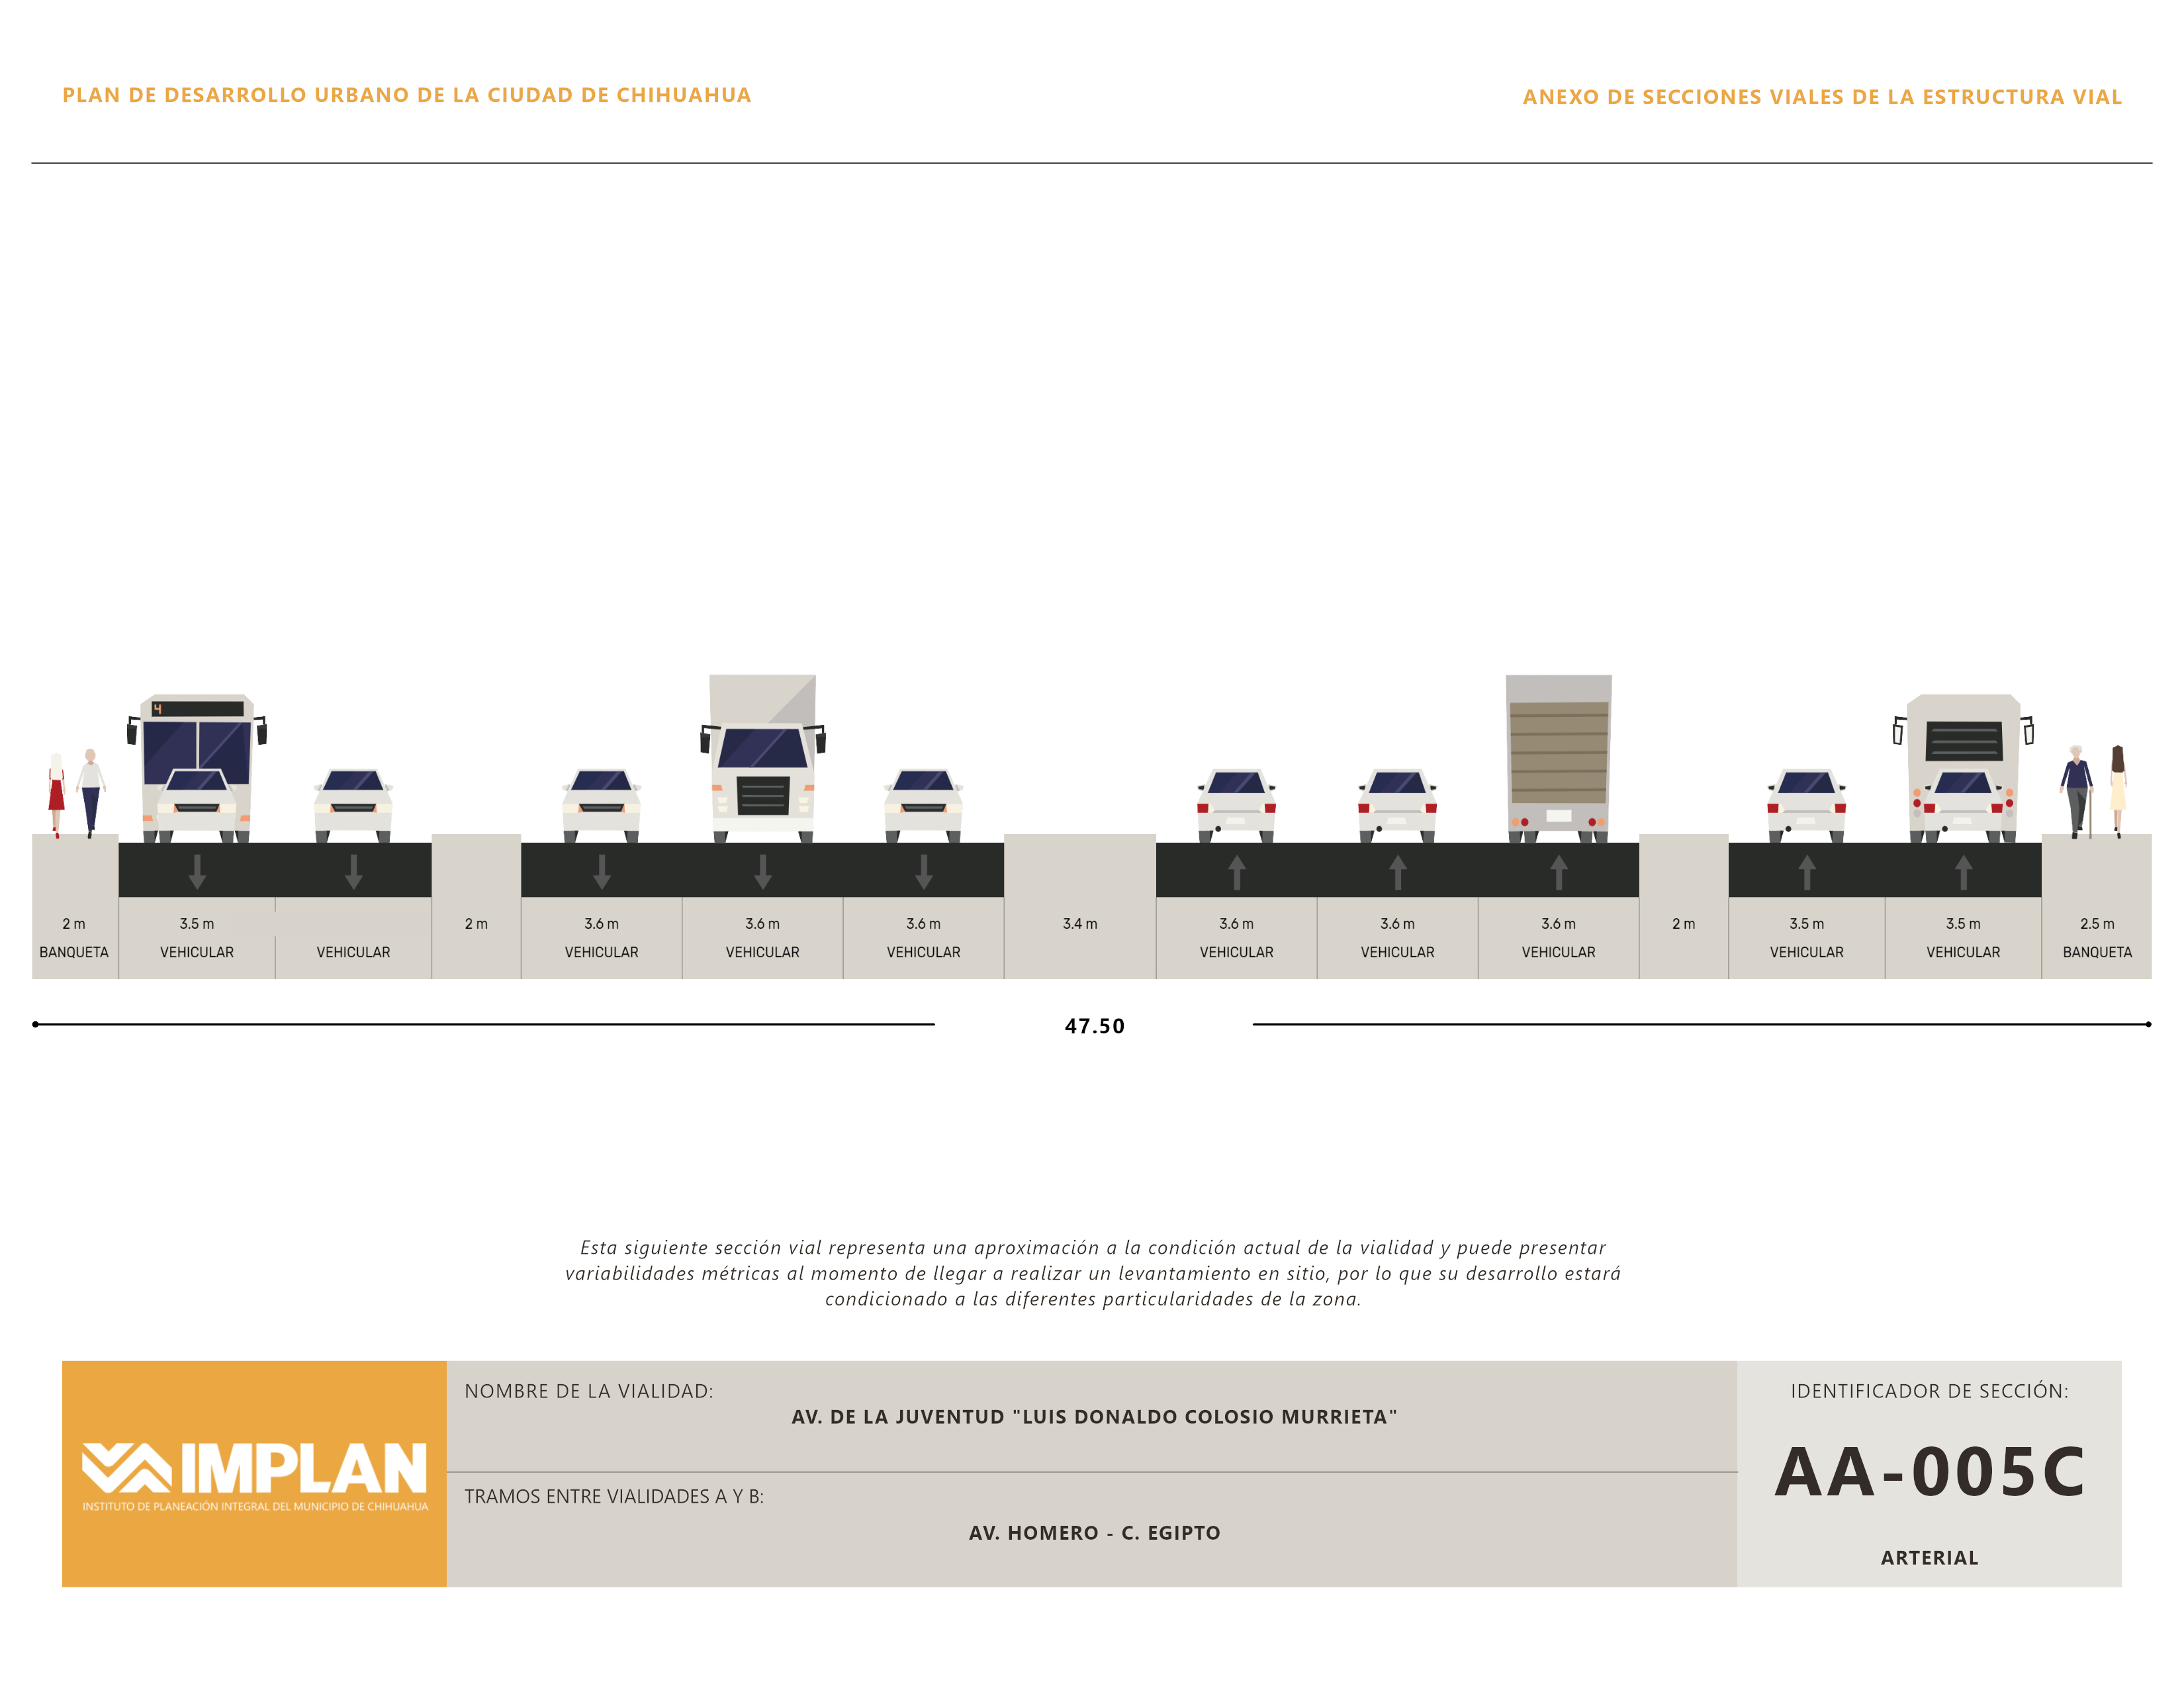 PLAN DE DESARROLLO URBANO DE LA CIUDAD DE CHIHUAHUA
ANEXO DE SECCIONES VIALES DE LA ESTRUCTURA VIAL
4
2 m 3.5 m 2 m 3.6 m 3.6 m 3.6 m 3.4 m 3.6 m 3.6 m 3.6 m 2 m 3.5 m 3.5 m 2.5 m
BANQUETA VEHICULAR VEHICULAR VEHICULAR VEHICULAR VEHICULAR VEHICULAR VEHICULAR VEHICULAR VEHICULAR VEHICULAR BANQUETA
47.50
Esta siguiente sección vial representa una aproximación a la condición actual de la vialidad y puede presentar
variabilidades métricas al momento de llegar a realizar un levantamiento en sitio, por lo que su desarrollo estará
condicionado a las diferentes particularidades de la zona.
IMPLAN
INSTITUTO DE PLANEACIÓN INTEGRAL DEL MUNICIPIO DE CHIHUAHUA
NOMBRE DE LA VIALIDAD:
AV. DE LA JUVENTUD "LUIS DONALDO COLOSIO MURRIETA"
TRAMOS ENTRE VIALIDADES A Y B:
AV. HOMERO - C. EGIPTO
IDENTIFICADOR DE SECCIÓN:
AA-005C
ARTERIAL